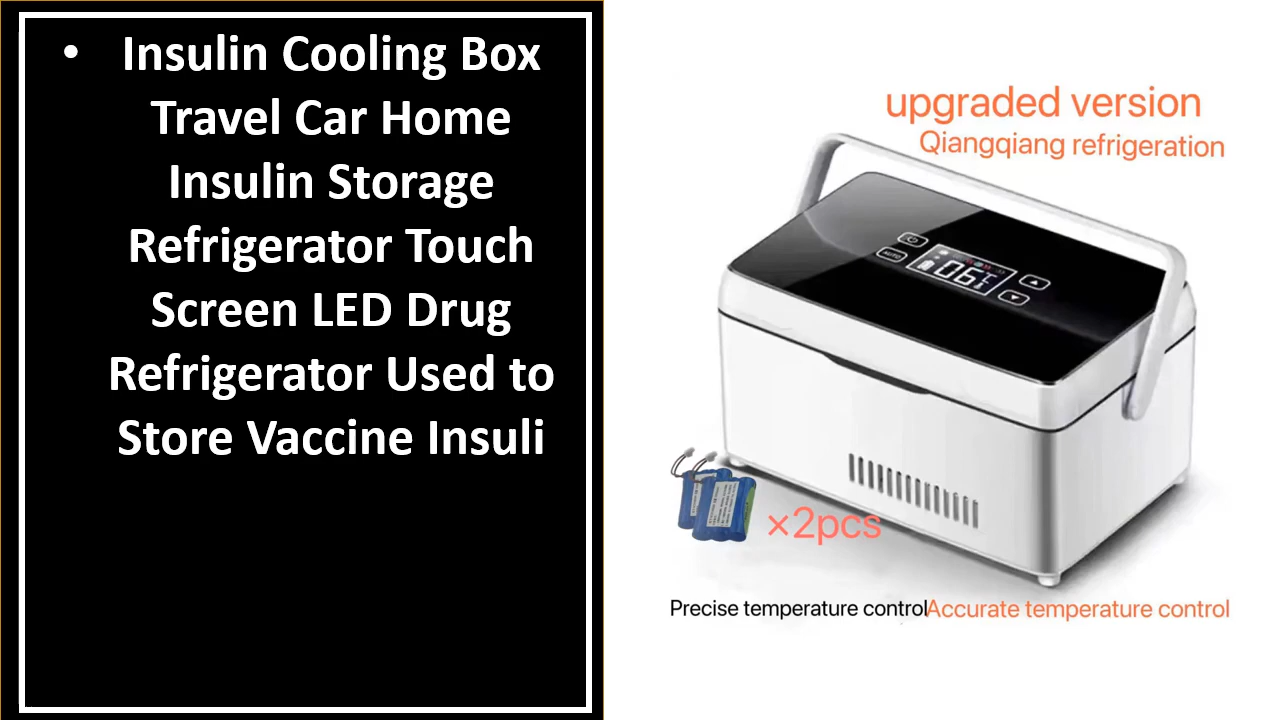 • Insulin Cooling Box
Travel Car Home
Insulin Storage
Refrigerator Touch
Screen LED Drug
Refrigerator Used to
Store Vaccine Insuli
upgraded version
Qiangqiang refrigeration
AUTO
×2pcs
Precise temperature controlAccurate temperature control